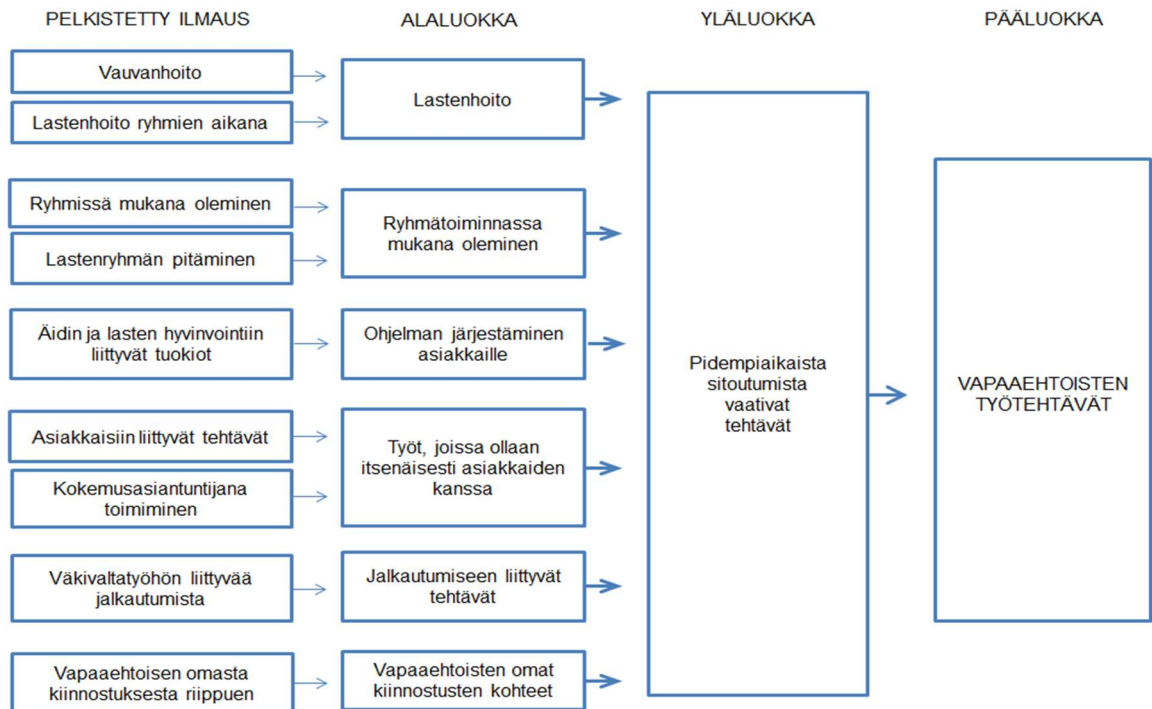 PELKISTETTY ILMAUS
ALALUOKKA
YLÄLUOKKA
PÄÄLUOKKA
Vauvanhoito
Lastenhoito ryhmien aikana
Lastenhoito
Ryhmissä mukana oleminen
Lastenryhmän pitäminen
Ryhmätoiminnassa
mukana oleminen
Äidin ja lasten hyvinvointiin
liittyvät tuokiot
Ohjelman järjestäminen
asiakkaille
Asiakkaisiin liittyvät tehtävät
Kokemusasiantuntijana
toimiminen
Työt, joissa ollaan
itsenäisesti asiakkaiden
kanssa
Väkivaltatyöhön liittyvää
jalkautumista
Jalkautumiseen liittyvät
tehtävät
Vapaaehtoisen omasta
kiinnostuksesta riippuen
Vapaaehtoisten omat
kiinnostusten kohteet
Pidempiaikaista
sitoutumista
vaativat
tehtävät
VAPAAEHTOISTEN
TYÖTEHTÄVÄT